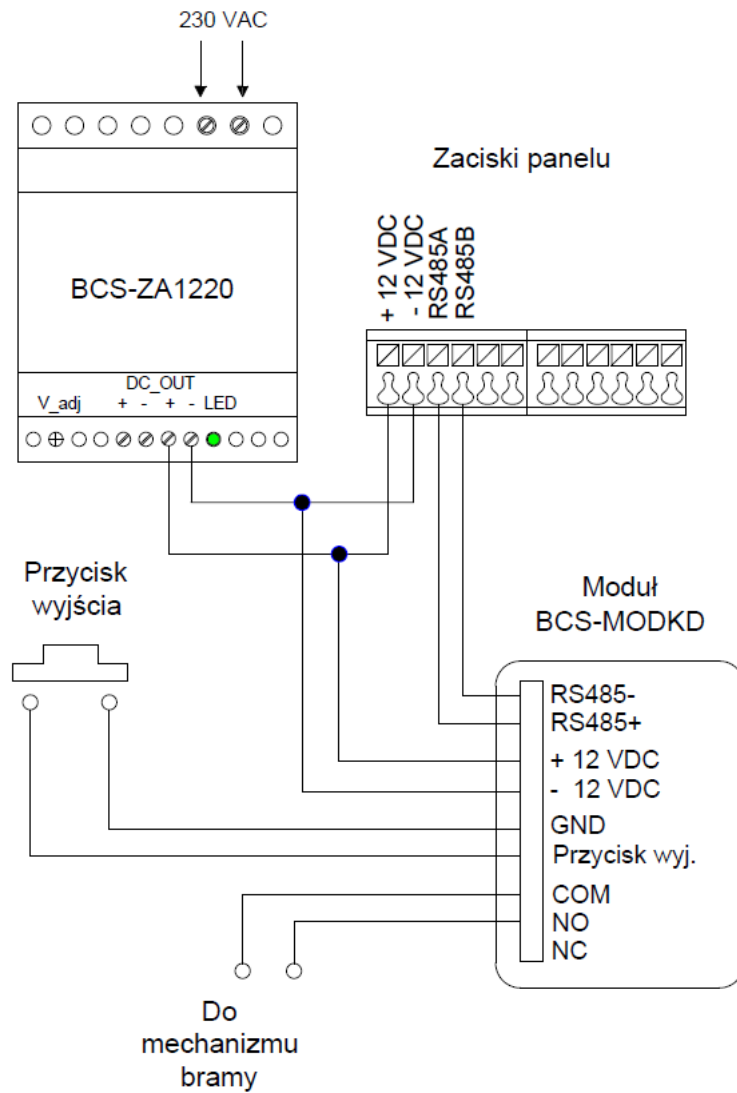 230 VAC
Zaciski panelu
+ 12 VDC
- 12 VDC
RS485A
RS485B
BCS-ZA1220
DC_OUT
V_adj + - + - LED
Przycisk
wyjścia
Moduł
BCS-MODKD
RS485-
RS485+
+ 12 VDC
- 12 VDC
GND
Przycisk wyj.
COM
NO
NC
Do
mechanizmu
bramy